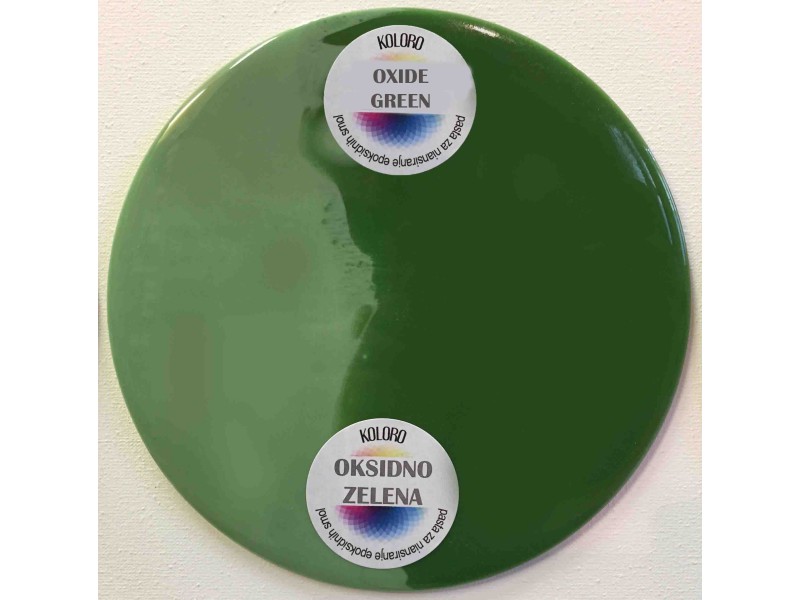 KOLORO
OXIDE
GREEN
pasta za niansiranje epoksidnih smol
KOLORO
OKSIDNO
ZELENA
pasta za niansiranje epoksidnih smol